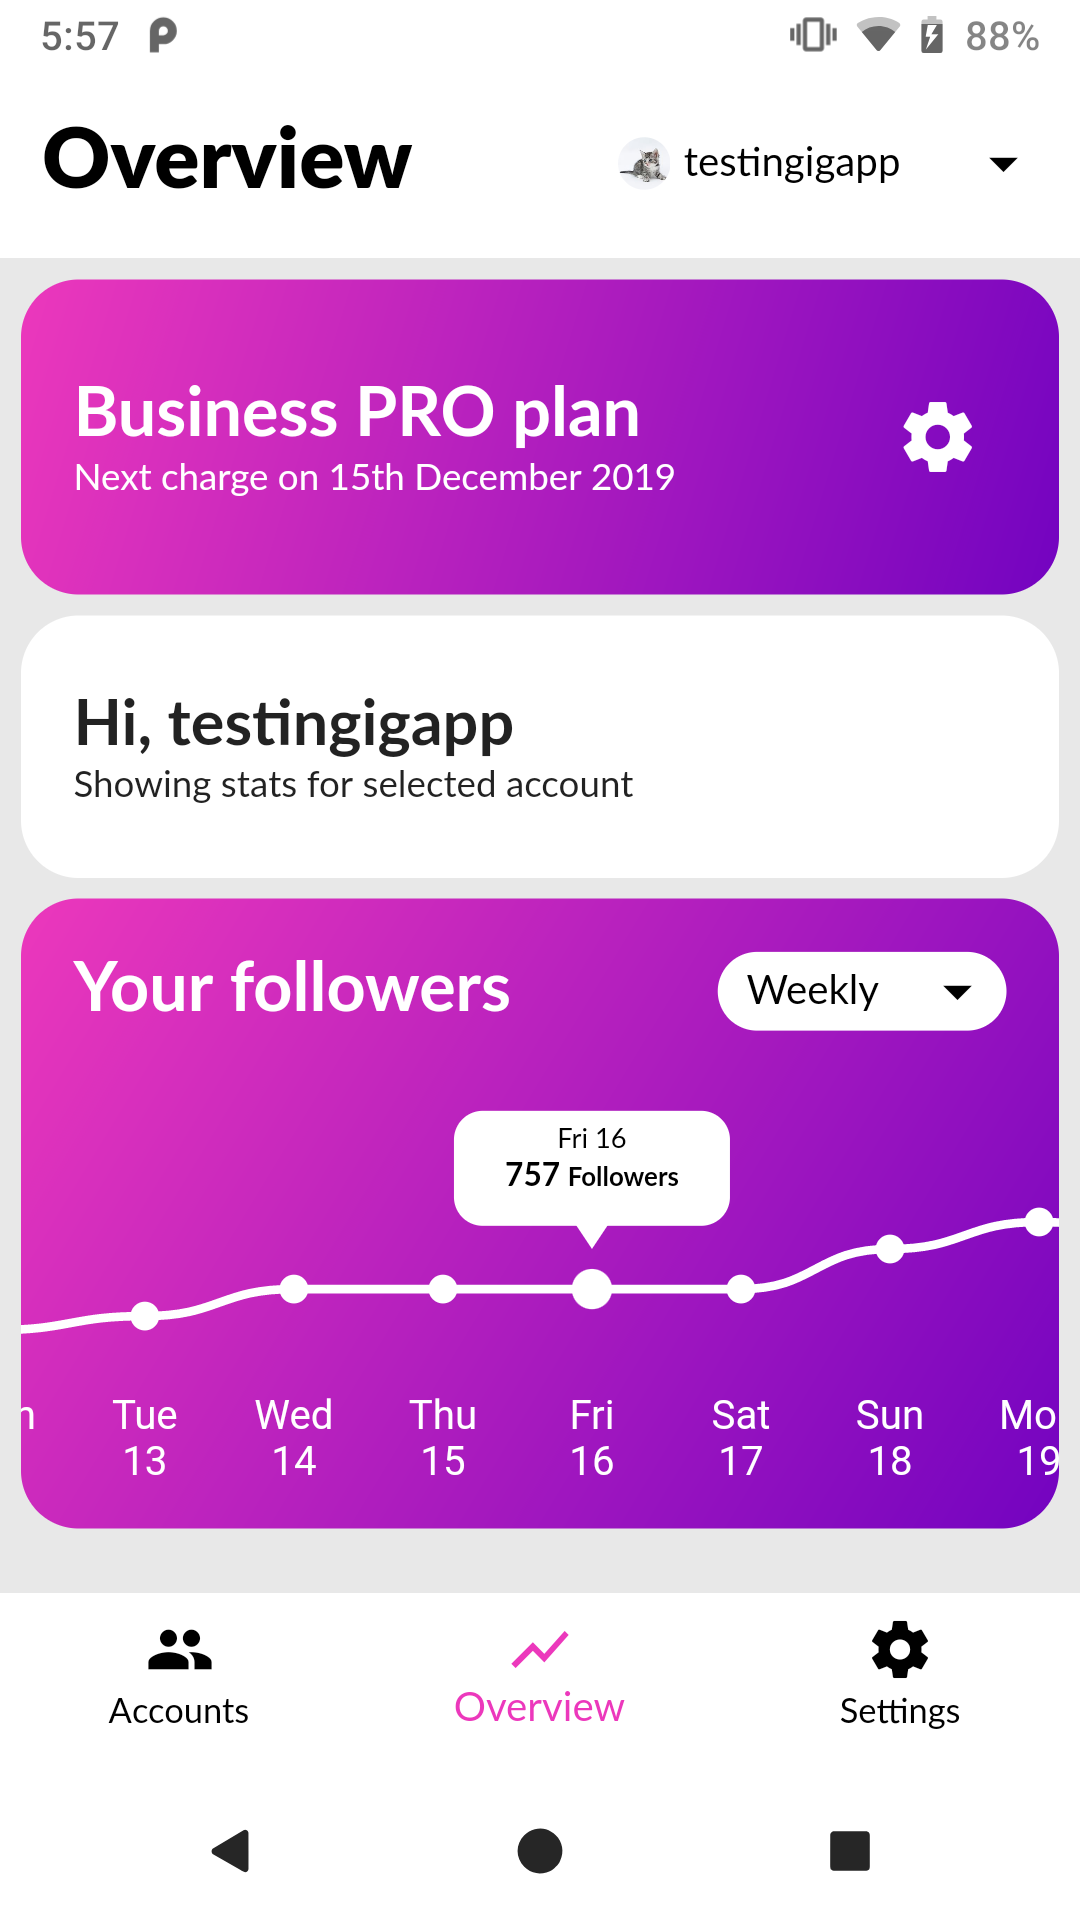 5:57
88%
Overview
testingigapp
Business PRO plan
Next charge on 15th December 2019
Hi, testingigapp
Showing stats for selected account
Your followers
Weekly
Fri 16
757 Followers
n Tue Wed Thu Fri Sat Sun Mo
13 14 15 16 17 18 19
Accounts
Overview
Settings